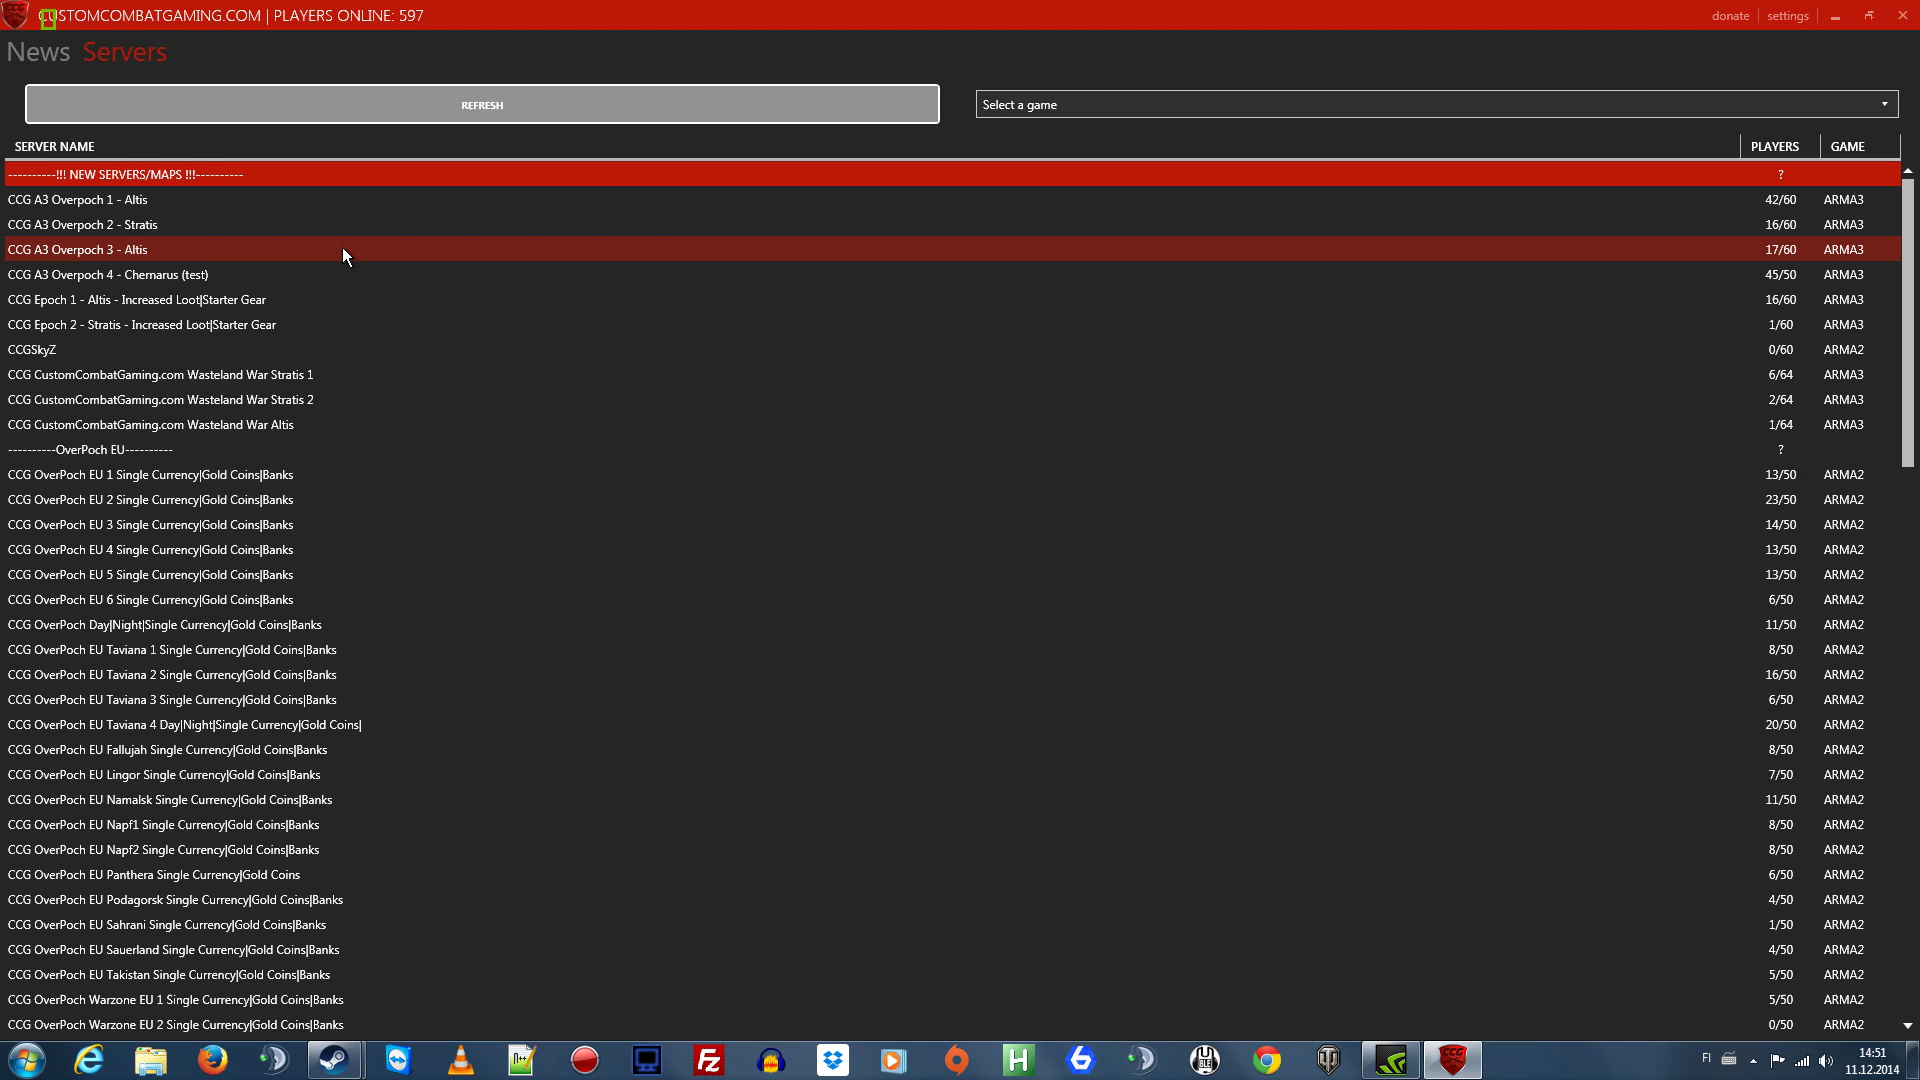 CUSTOMCOMBATGAMING.COM | PLAYERS ONLINE: 597
donate
settings
News Servers
REFRESH
Select a game
SERVER NAME PLAYERS GAME
----------!!! NEW SERVERS/MAPS !!!---------- ?
CCG A3 Overpoch 1 - Altis 42/60 ARMA3
CCG A3 Overpoch 2 - Stratis 16/60 ARMA3
CCG A3 Overpoch 3 - Altis 17/60 ARMA3
CCG A3 Overpoch 4 - Chernarus (test) 45/50 ARMA3
CCG Epoch 1 - Altis - Increased Loot|Starter Gear 16/60 ARMA3
CCG Epoch 2 - Stratis - Increased Loot|Starter Gear 1/60 ARMA3
CCGSkyZ 0/60 ARMA2
CCG CustomCombatGaming.com Wasteland War Stratis 1 6/64 ARMA3
CCG CustomCombatGaming.com Wasteland War Stratis 2 2/64 ARMA3
CCG CustomCombatGaming.com Wasteland War Altis 1/64 ARMA3
----------OverPoch EU---------- ?
CCG OverPoch EU 1 Single Currency|Gold Coins|Banks 13/50 ARMA2
CCG OverPoch EU 2 Single Currency|Gold Coins|Banks 23/50 ARMA2
CCG OverPoch EU 3 Single Currency|Gold Coins|Banks 14/50 ARMA2
CCG OverPoch EU 4 Single Currency|Gold Coins|Banks 13/50 ARMA2
CCG OverPoch EU 5 Single Currency|Gold Coins|Banks 13/50 ARMA2
CCG OverPoch EU 6 Single Currency|Gold Coins|Banks 6/50 ARMA2
CCG OverPoch Day|Night|Single Currency|Gold Coins|Banks 11/50 ARMA2
CCG OverPoch EU Taviana 1 Single Currency|Gold Coins|Banks 8/50 ARMA2
CCG OverPoch EU Taviana 2 Single Currency|Gold Coins|Banks 16/50 ARMA2
CCG OverPoch EU Taviana 3 Single Currency|Gold Coins|Banks 6/50 ARMA2
CCG OverPoch EU Taviana 4 Day|Night|Single Currency|Gold Coins| 20/50 ARMA2
CCG OverPoch EU Fallujah Single Currency|Gold Coins|Banks 8/50 ARMA2
CCG OverPoch EU Lingor Single Currency|Gold Coins|Banks 7/50 ARMA2
CCG OverPoch EU Namalsk Single Currency|Gold Coins|Banks 11/50 ARMA2
CCG OverPoch EU Napf1 Single Currency|Gold Coins|Banks 8/50 ARMA2
CCG OverPoch EU Napf2 Single Currency|Gold Coins|Banks 8/50 ARMA2
CCG OverPoch EU Panthera Single Currency|Gold Coins 6/50 ARMA2
CCG OverPoch EU Podagorsk Single Currency|Gold Coins|Banks 4/50 ARMA2
CCG OverPoch EU Sahrani Single Currency|Gold Coins|Banks 1/50 ARMA2
CCG OverPoch EU Sauerland Single Currency|Gold Coins|Banks 4/50 ARMA2
CCG OverPoch EU Takistan Single Currency|Gold Coins|Banks 5/50 ARMA2
CCG OverPoch Warzone EU 1 Single Currency|Gold Coins|Banks 5/50 ARMA2
CCG OverPoch Warzone EU 2 Single Currency|Gold Coins|Banks 0/50 ARMA2
FI
14:51
11.12.2014